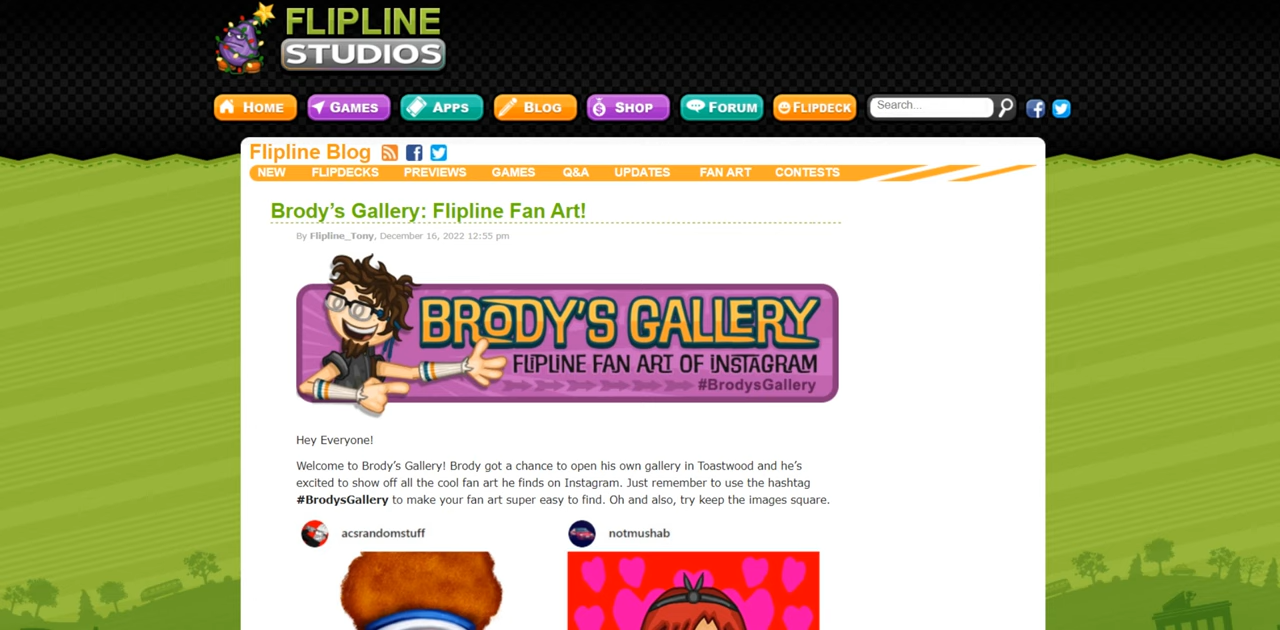 FLIPLINE
STUDIOS
HOME GAMES APPS BLOG SHOP FORUM FLIPDECK Search...
Flipline Blog
NEW FLIPDECKS PREVIEWS GAMES Q&A UPDATES FAN ART CONTESTS
Brody's Gallery: Flipline Fan Art!
By Flipline_Tony, December 16, 2022 12:55 pm
BRODY'S GALLERY
FLIPLINE FAN ART OF INSTAGRAM
#BrodysGallery
Hey Everyone!
Welcome to Brody's Gallery! Brody got a chance to open his own gallery in Toastwood and he's
excited to show off all the cool fan art he finds on Instagram. Just remember to use the hashtag
#BrodysGallery to make your fan art super easy to find. Oh and also, try keep the images square.
acsrandomstuff notmushab